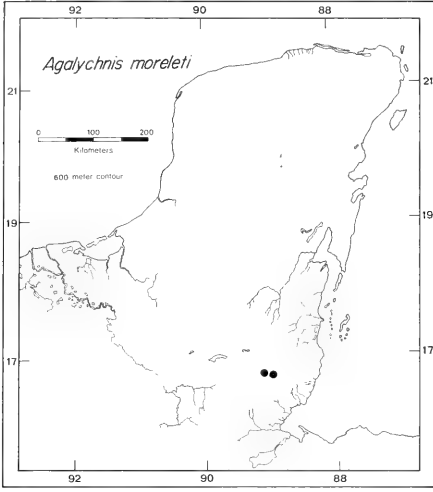 92 90 88
Agalychnis moreleti
21 21
0 100 200
Kilometers
600 meter contour
19 19
17 17
92 90 88